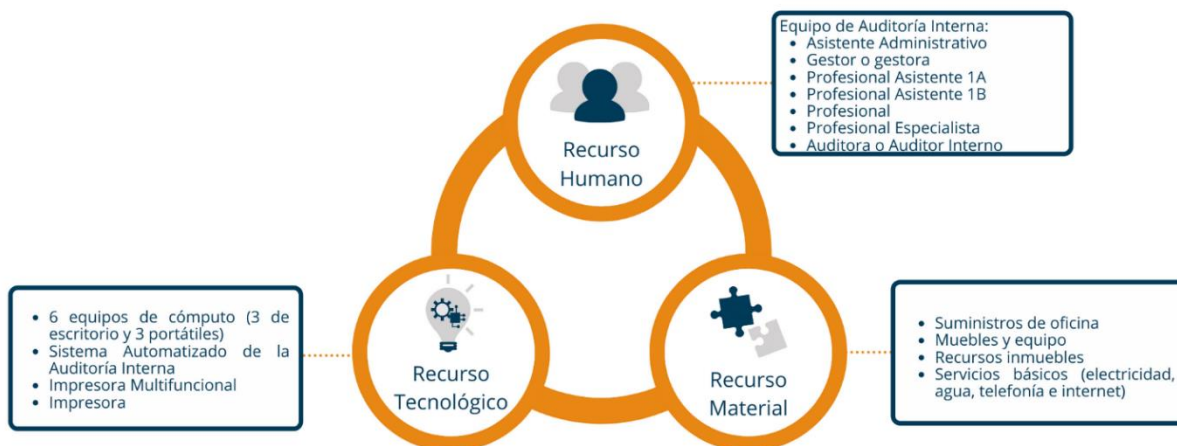 Equipo de Auditoría Interna:
• Asistente Administrativo
• Gestor o gestora
• Profesional Asistente 1A
• Profesional Asistente 1B
• Profesional
• Profesional Especialista
• Auditora o Auditor Interno
Recurso
Humano
• 6 equipos de cómputo (3 de
escritorio y 3 portátiles)
• Sistema Automatizado de la
Auditoría Interna
• Impresora Multifuncional
• Impresora
Recurso
Tecnológico
Recurso
Material
• Suministros de oficina
• Muebles y equipo
• Recursos inmuebles
• Servicios básicos (electricidad,
agua, telefonía e internet)